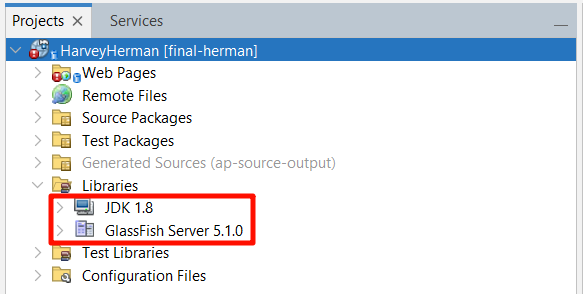 Projects Services
HarveyHerman [final-herman]
Web Pages
Remote Files
Source Packages
Test Packages
Generated Sources (ap-source-output)
Libraries
JDK 1.8
GlassFish Server 5.1.0
Test Libraries
Configuration Files